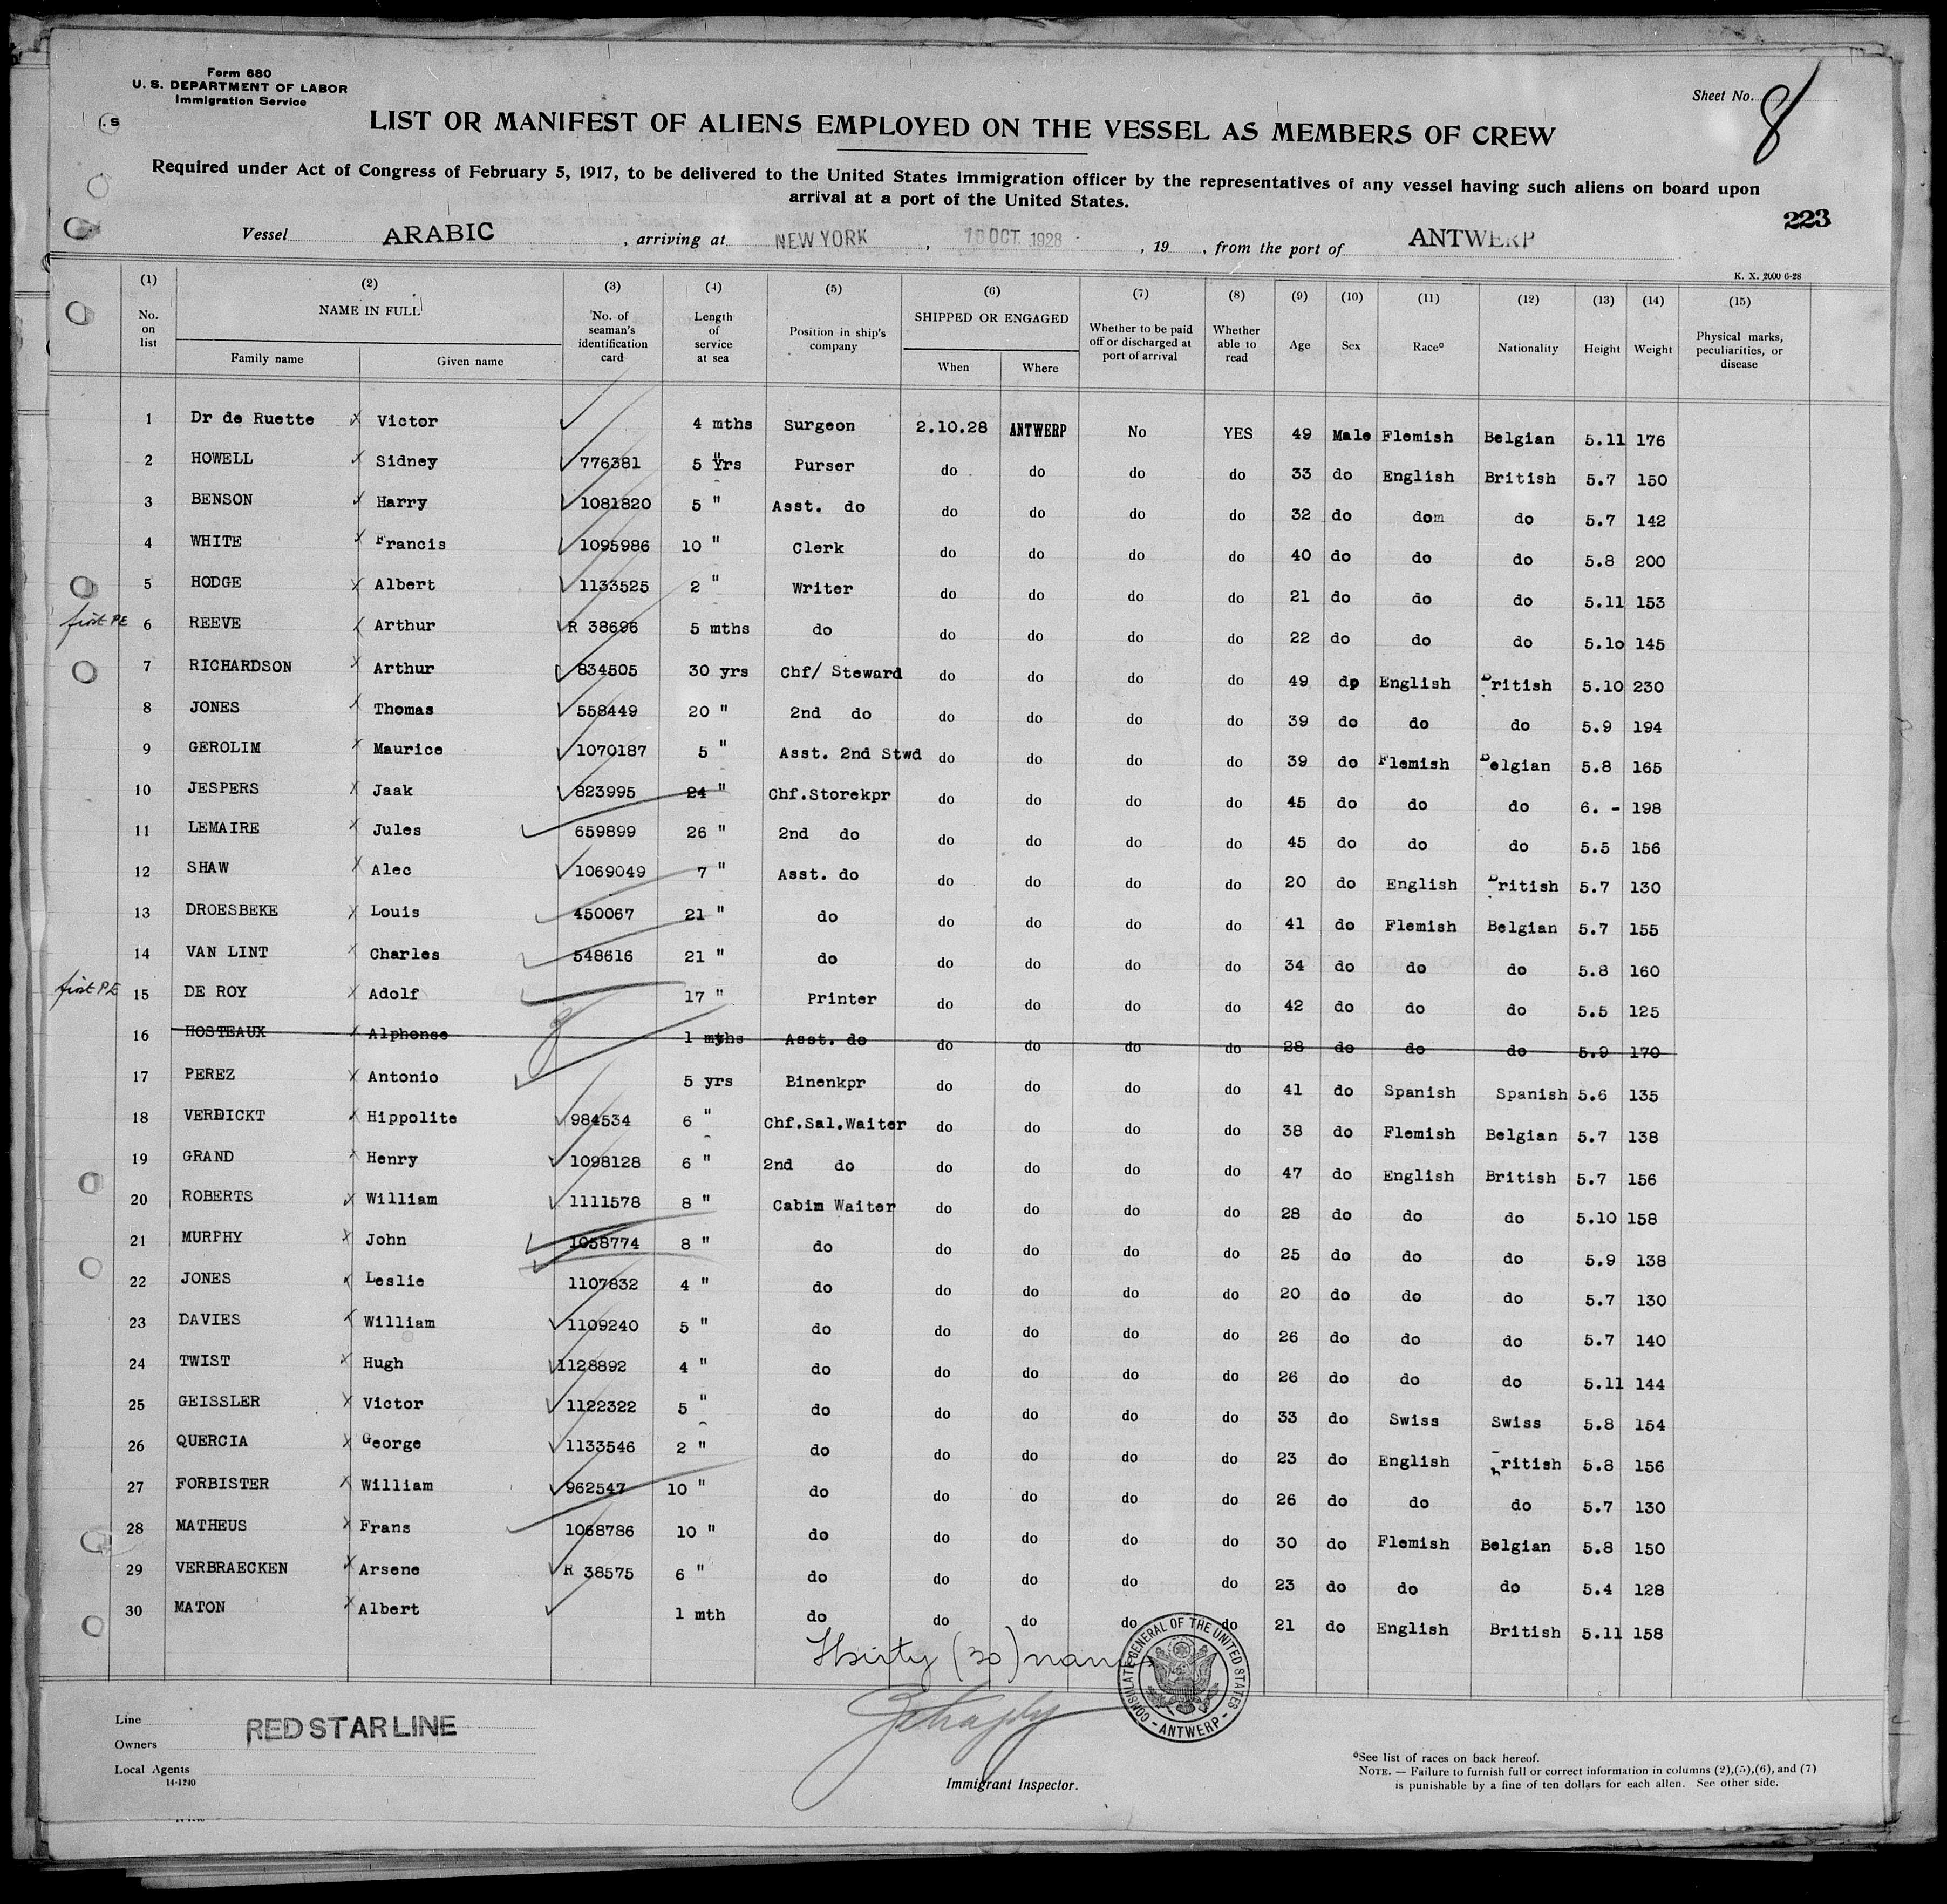 Form 680
U. S. DEPARTMENT OF LABOR
Immigration Service
Sheet No. 8
LIST OR MANIFEST OF ALIENS EMPLOYED ON THE VESSEL AS MEMBERS OF CREW
Required under Act of Congress of February 5, 1917, to be delivered to the United States immigration officer by the representatives of any vessel having such aliens on board upon
arrival at a port of the United States.
223
Vessel ARABIC, arriving at NEW YORK, OCT. 1928, 19, from the port of ANTWERP
K. X. 2000 6-28
(1) (2) (3) (4) (5) (6) (7) (8) (9) (10) (11) (12) (13) (14) (15)
No. on list NAME IN FULL Family name Given name No. of seaman's identification card Length of service at sea Position in ship's company SHIPPED OR ENGAGED When Where Whether to be paid off or discharged at port of arrival Whether able to read Age Sex Race* Nationality Height Weight Physical marks, peculiarities, or disease
1 Dr de Ruette Victor 4 mths Surgeon 2.10.28 ANTWERP No YES 49 Male Flemish Belgian 5.11 176
2 HOWELL Sidney 776381 5 Yrs Purser do do do do 33 do English British 5.7 150
3 BENSON Harry 1081820 5 " Asst. do do do do do 32 do dom do 5.7 142
4 WHITE Francis 1095986 10 " Clerk do do do do 40 do do do 5.8 200
5 HODGE Albert 1133525 2 " Writer do do do do 21 do do do 5.11 153
first PE 6 REEVE Arthur R 38696 5 mths do do do do do 22 do do do 5.10 145
7 RICHARDSON Arthur 834505 30 yrs Chf/ Steward do do do do 49 do English British 5.10 230
8 JONES Thomas 558449 20 " 2nd do do do do do 39 do do do 5.9 194
9 GEROLIM Maurice 1070187 5 " Asst. 2nd Stwd do do do do 39 do Flemish Belgian 5.8 165
10 JESPERS Jaak 823995 24 " Chf.Storekpr do do do do 45 do do do 6. - 198
11 LEMAIRE Jules 659899 26 " 2nd do do do do do 45 do do do 5.5 156
12 SHAW Alec 1069049 7 " Asst. do do do do do 20 do English British 5.7 130
13 DROESBEKE Louis 450067 21 " do do do do do 41 do Flemish Belgian 5.7 155
14 VAN LINT Charles 548616 21 " do do do do do 34 do do do 5.8 160
first PE 15 DE ROY Adolf 17 " Printer do do do do 42 do do do 5.5 125
16 HOSTEAUX Alphonse 1 mths Asst. do do do do do 28 do do do 5.9 170
17 PEREZ Antonio 5 yrs Binenkpr do do do do 41 do Spanish Spanish 5.6 135
18 VERDICKT Hippolite 984534 6 " Chf.Sal.Waiter do do do do 38 do Flemish Belgian 5.7 138
19 GRAND Henry 1098128 6 " 2nd do do do do do 47 do English British 5.7 156
20 ROBERTS William 1111578 8 " Cabim Waiter do do do do 28 do do do 5.10 158
21 MURPHY John 1058774 8 " do do do do do 25 do do do 5.9 138
22 JONES Leslie 1107832 4 " do do do do do 20 do do do 5.7 130
23 DAVIES William 1109240 5 " do do do do do 26 do do do 5.7 140
24 TWIST Hugh 1128892 4 " do do do do do 26 do do do 5.11 144
25 GEISSLER Victor 1122322 5 " do do do do do 33 do Swiss Swiss 5.8 154
26 QUERCIA George 1133546 2 " do do do do do 23 do English British 5.8 156
27 FORBISTER William 962547 10 " do do do do do 26 do do do 5.7 130
28 MATHEUS Frans 1068786 10 " do do do do do 30 do Flemish Belgian 5.8 150
29 VERBRAECKEN Arsene R 38575 6 " do do do do do 23 do do do 5.4 128
30 MATON Albert 1 mth do do do do do 21 do English British 5.11 158
Thirty (30) names
CONSULATE GENERAL OF THE UNITED STATES - ANTWERP -
Line
Owners RED STAR LINE
Local Agents
14-1240
Immigrant Inspector.
*See list of races on back hereof.
NOTE. — Failure to furnish full or correct information in columns (2),(5),(6), and (7)
is punishable by a fine of ten dollars for each alien. See other side.